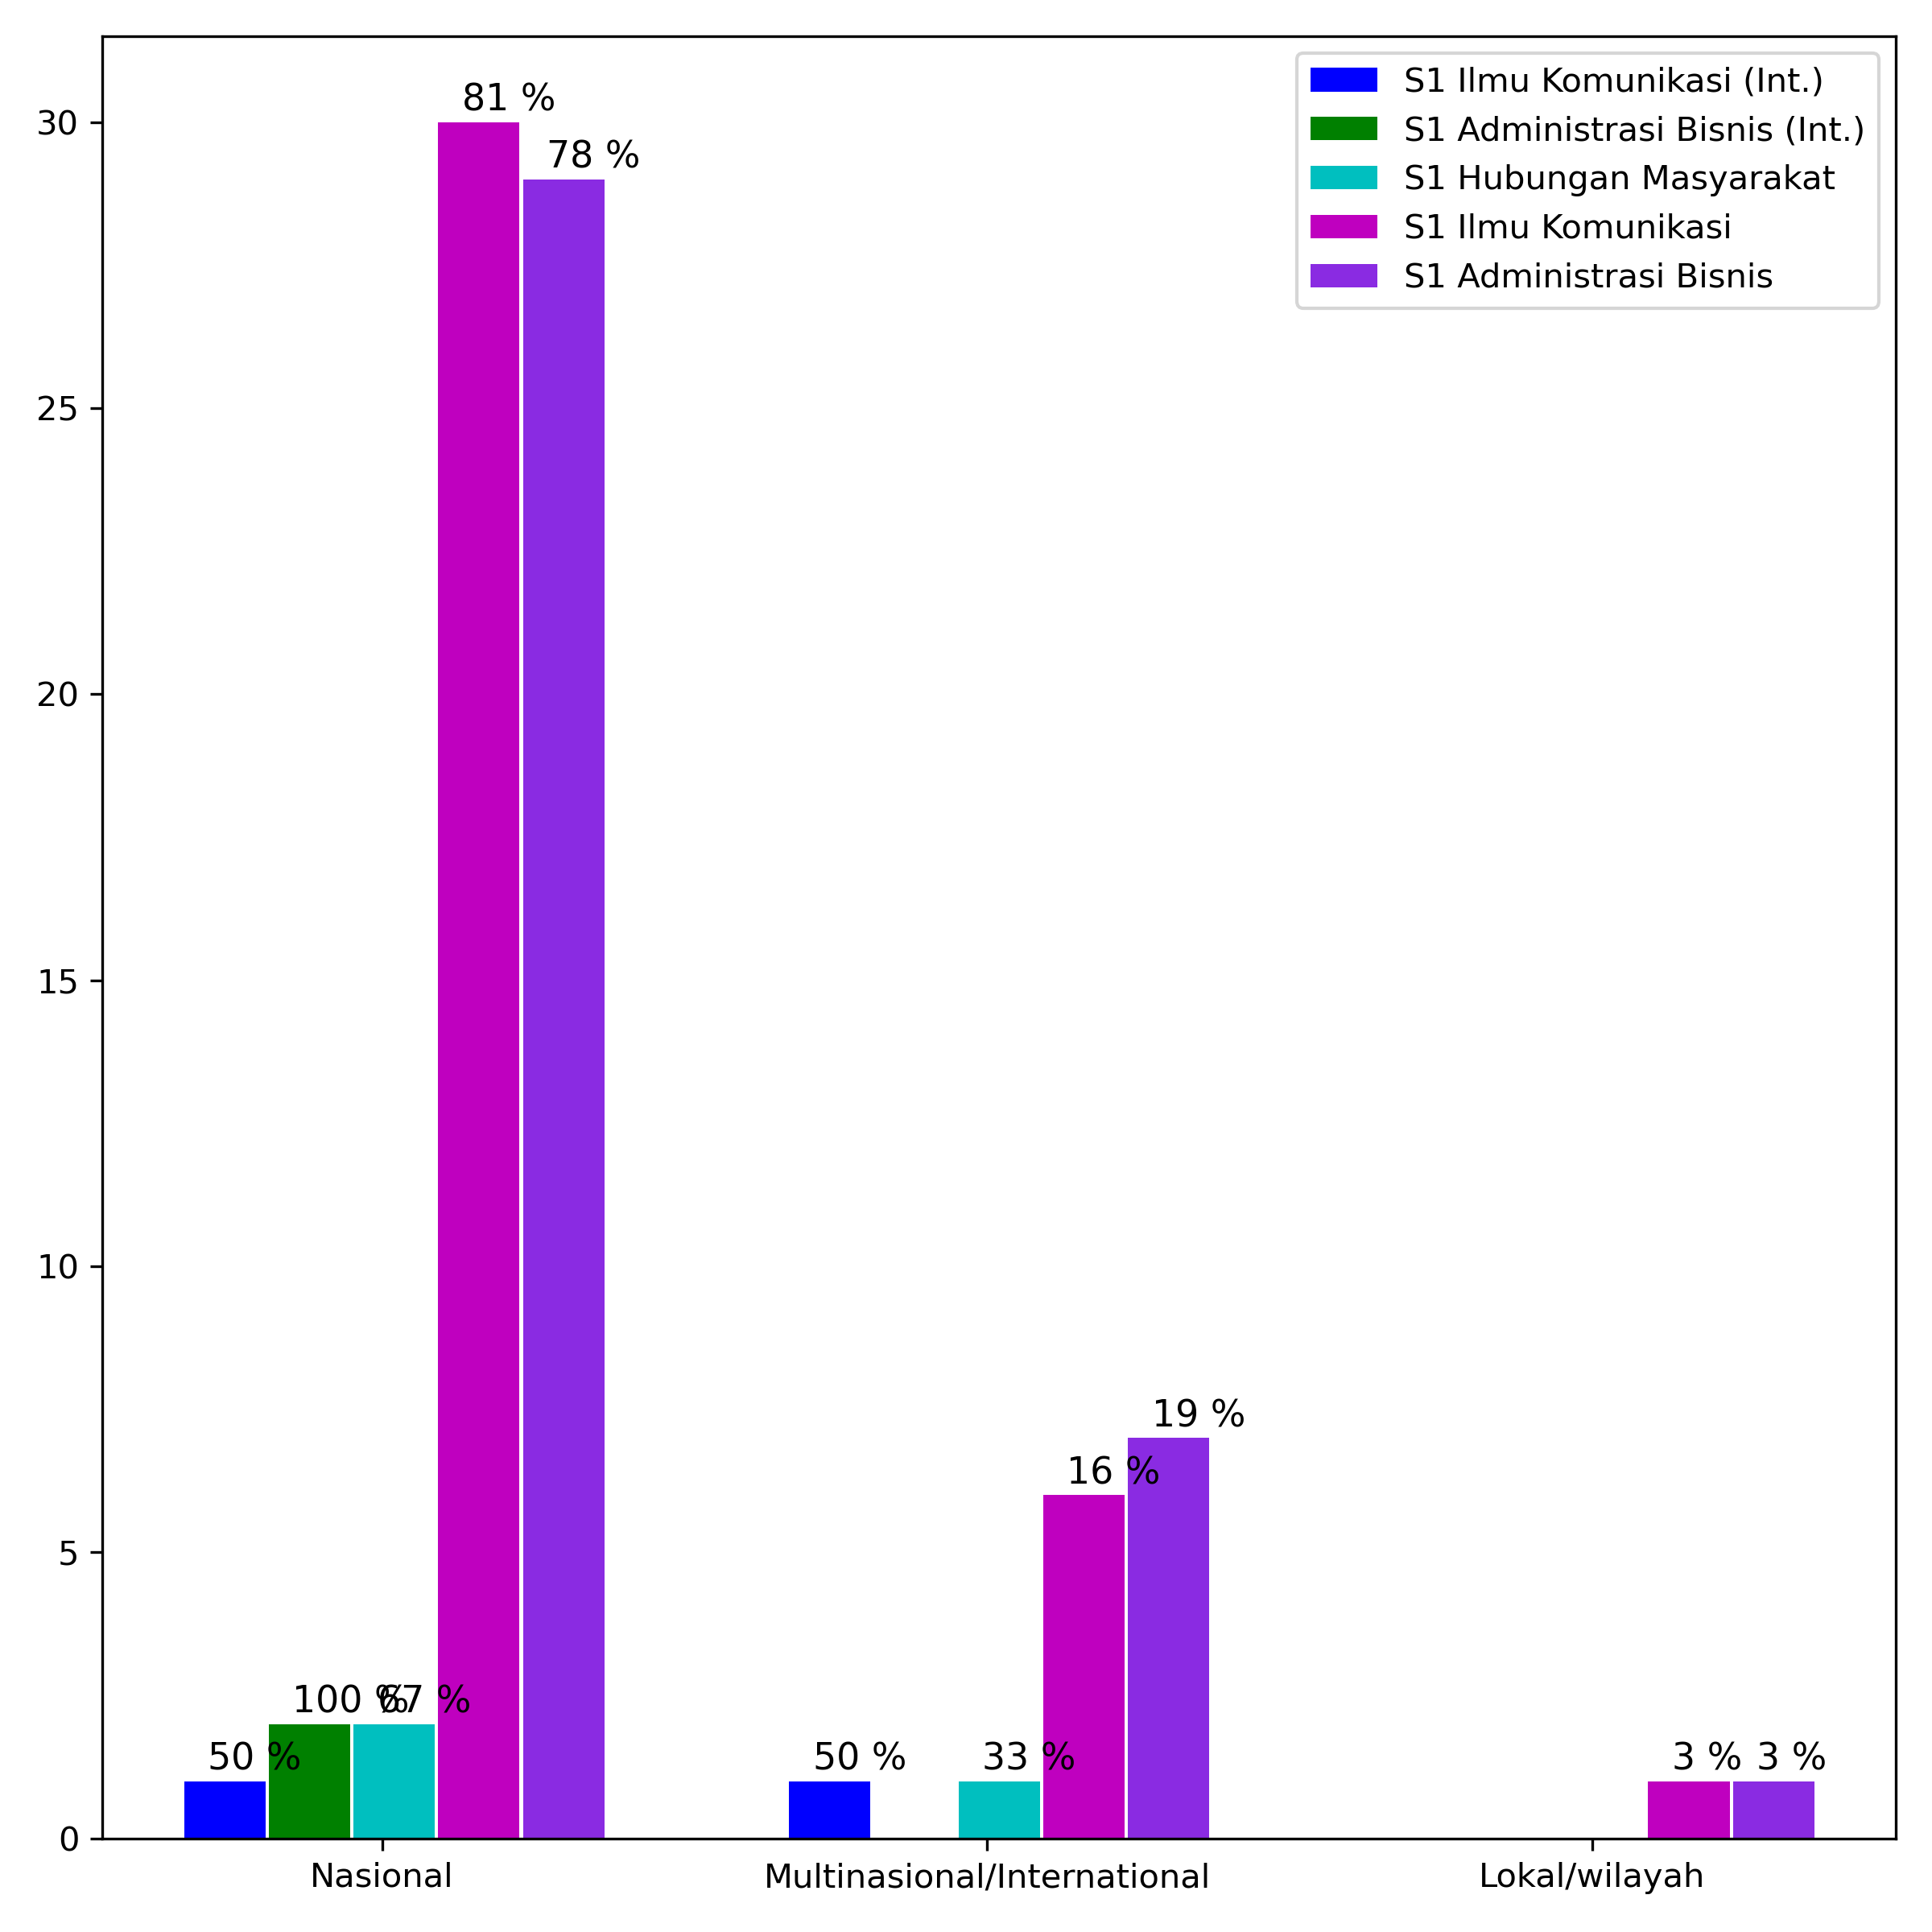 S1 Ilmu Komunikasi (Int.)
S1 Administrasi Bisnis (Int.)
S1 Hubungan Masyarakat
S1 Ilmu Komunikasi
S1 Administrasi Bisnis
30
25
20
15
10
5
0
81 %
78 %
50 %
100 %
67 %
50 %
33 %
16 %
19 %
3 %
3 %
Nasional
Multinasional/International
Lokal/wilayah